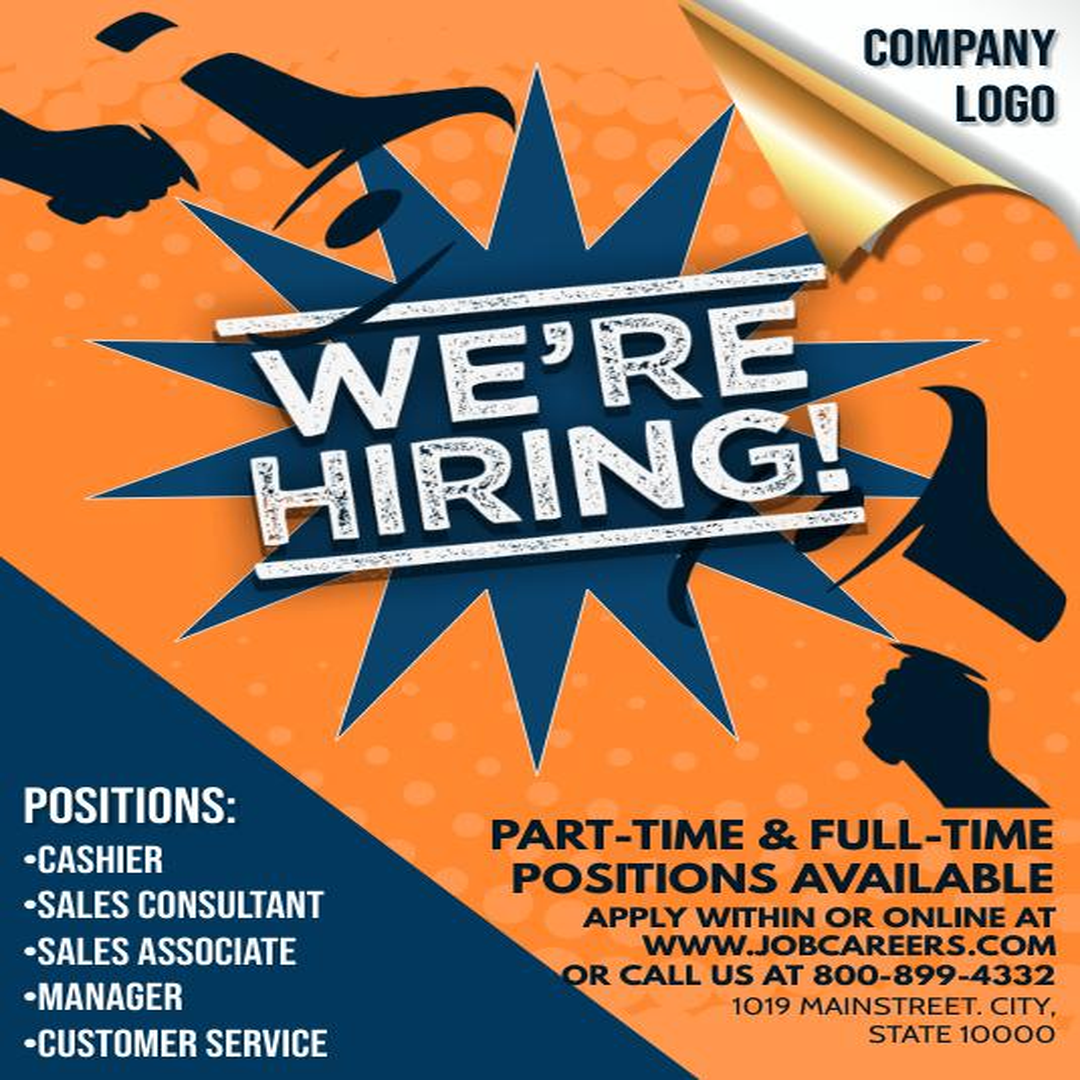 COMPANY
LOGO
WE'RE
HIRING!
POSITIONS:
•CASHIER
•SALES CONSULTANT
•SALES ASSOCIATE
•MANAGER
•CUSTOMER SERVICE
PART-TIME & FULL-TIME
POSITIONS AVAILABLE
APPLY WITHIN OR ONLINE AT
WWW.JOBCAREERS.COM
OR CALL US AT 800-899-4332
1019 MAINSTREET. CITY,
STATE 10000